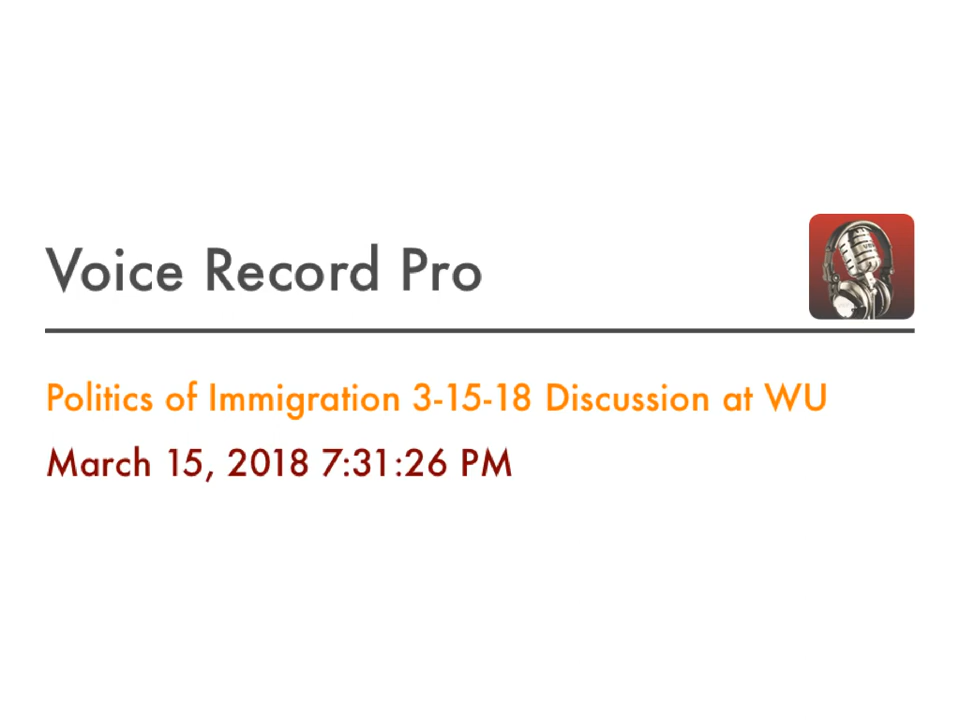 Voice Record Pro
Politics of Immigration 3-15-18 Discussion at WU
March 15, 2018 7:31:26 PM